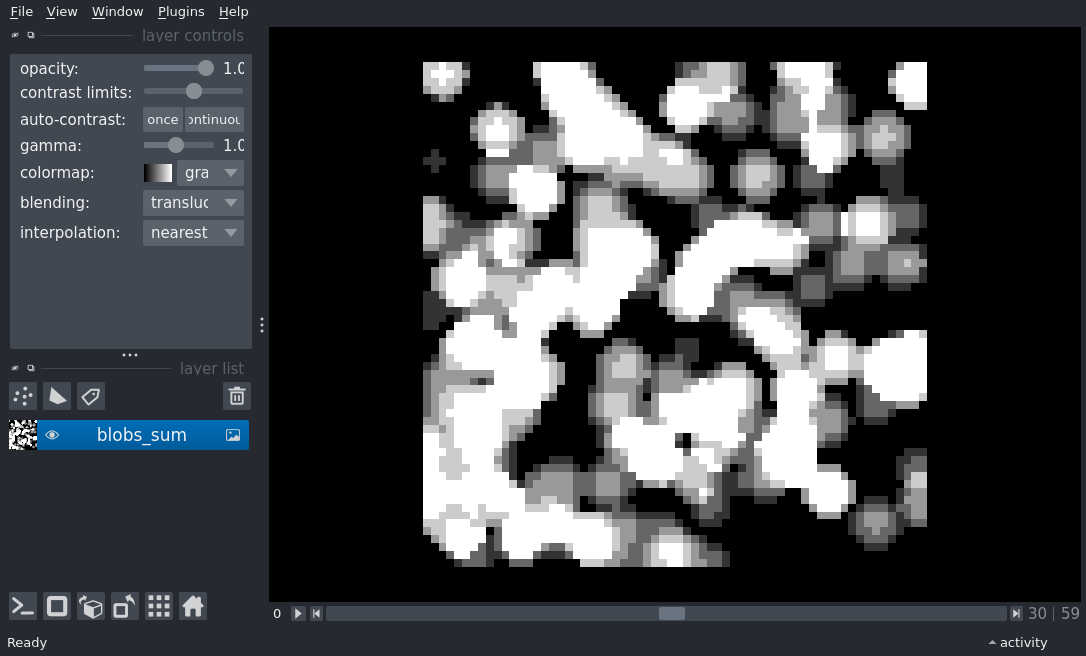 File View Window Plugins Help
layer controls
opacity: 1.0
contrast limits:
auto-contrast: once ontinuou
gamma: 1.0
colormap: gra
blending: transluc
interpolation: nearest
layer list
blobs_sum
0 30 | 59
Ready activity